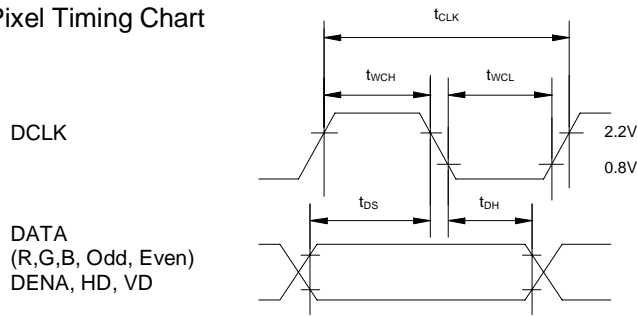 Pixel Timing Chart
tCLK
tWCH
tWCL
DCLK
2.2V
0.8V
tDS
tDH
DATA
(R,G,B, Odd, Even)
DENA, HD, VD